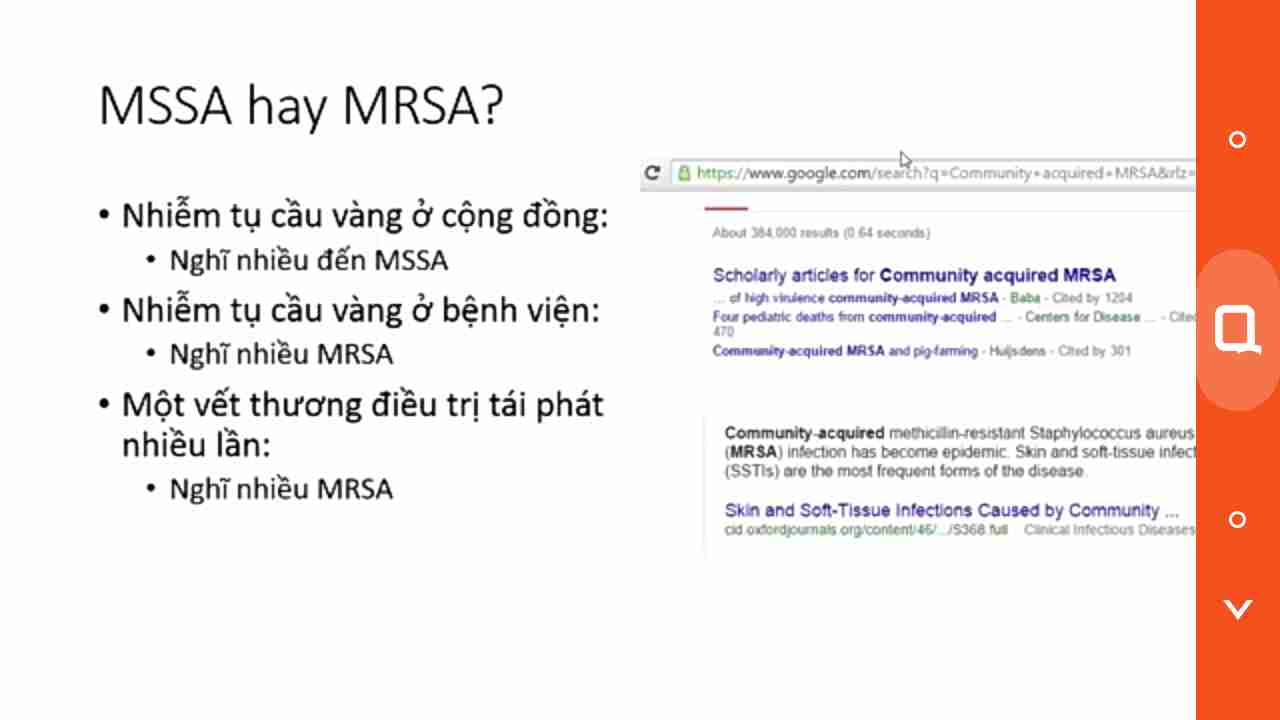 MSSA hay MRSA?
• Nhiễm tụ cầu vàng ở cộng đồng:
• Nghĩ nhiều đến MSSA
• Nhiễm tụ cầu vàng ở bệnh viện:
• Nghĩ nhiều MRSA
• Một vết thương điều trị tái phát
nhiều lần:
• Nghĩ nhiều MRSA
https://www.google.com/search?q=Community+acquired+MRSA&rlz=
About 384,000 results (0.64 seconds)
Scholarly articles for Community acquired MRSA
... of high virulence community-acquired MRSA - Baba - Cited by 1204
Four pediatric deaths from community-acquired ... - Centers for Disease ... - Cited
470
Community-acquired MRSA and pig-farming - Huijsdens - Cited by 301
Community-acquired methicillin-resistant Staphylococcus aureus
(MRSA) infection has become epidemic. Skin and soft-tissue infect
(SSTIs) are the most frequent forms of the disease.
Skin and Soft-Tissue Infections Caused by Community ...
cid.oxfordjournals.org/content/46/.../S368.full Clinical Infectious Diseases